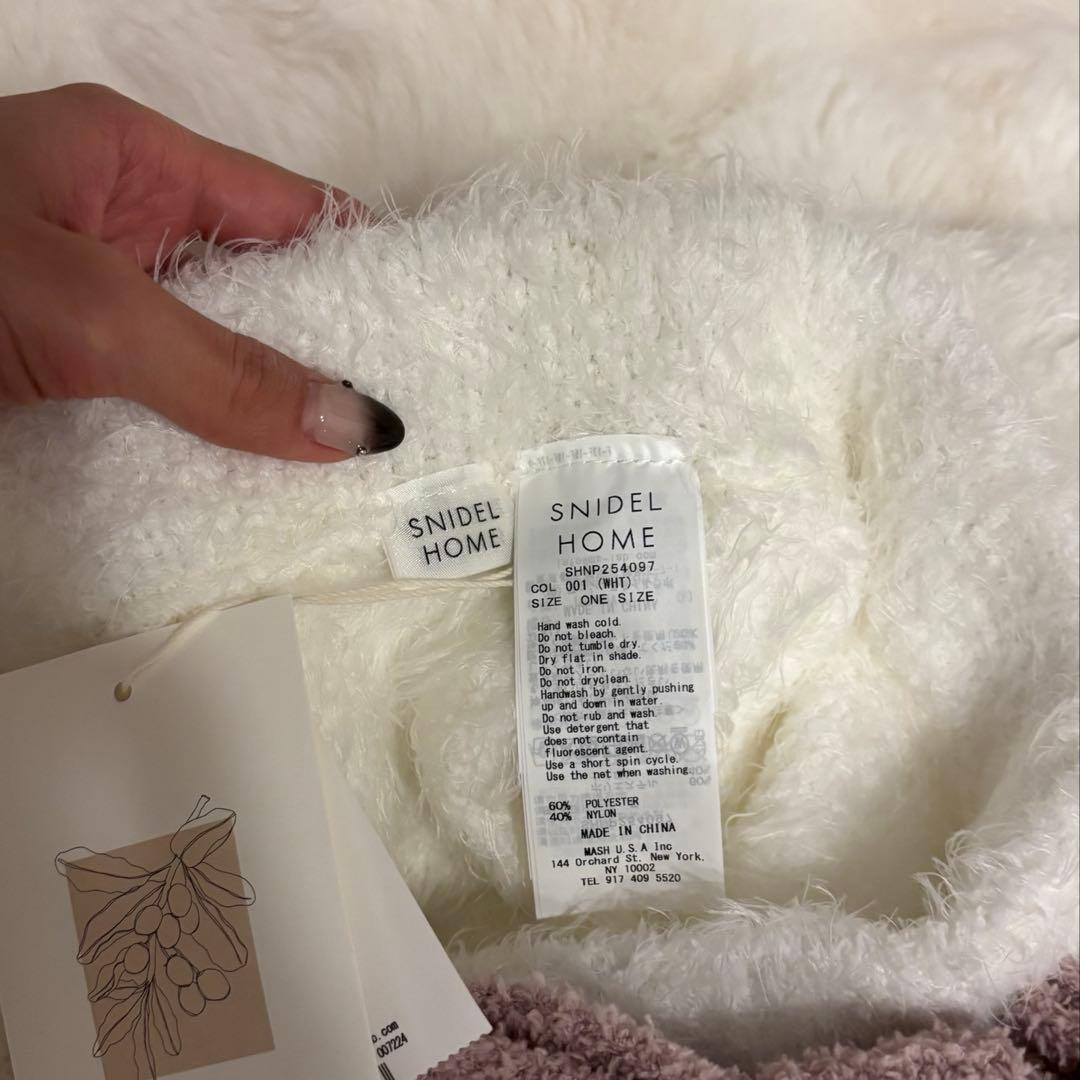 SNIDEL
HOME
SNIDEL
HOME
SHNP254097
COL 001 (WHT)
SIZE ONE SIZE
Hand wash cold.
Do not bleach.
Do not tumble dry.
Dry flat in shade.
Do not iron.
Do not dryclean.
Handwash by gently pushing
up and down in water.
Do not rub and wash.
Use detergent that
does not contain
fluorescent agent.
Use a short spin cycle.
Use the net when washing.
60% POLYESTER
40% NYLON
MADE IN CHINA
MASH U.S.A Inc
144 Orchard St. New York,
NY 10002
TEL 917 409 5520
p.com
007224